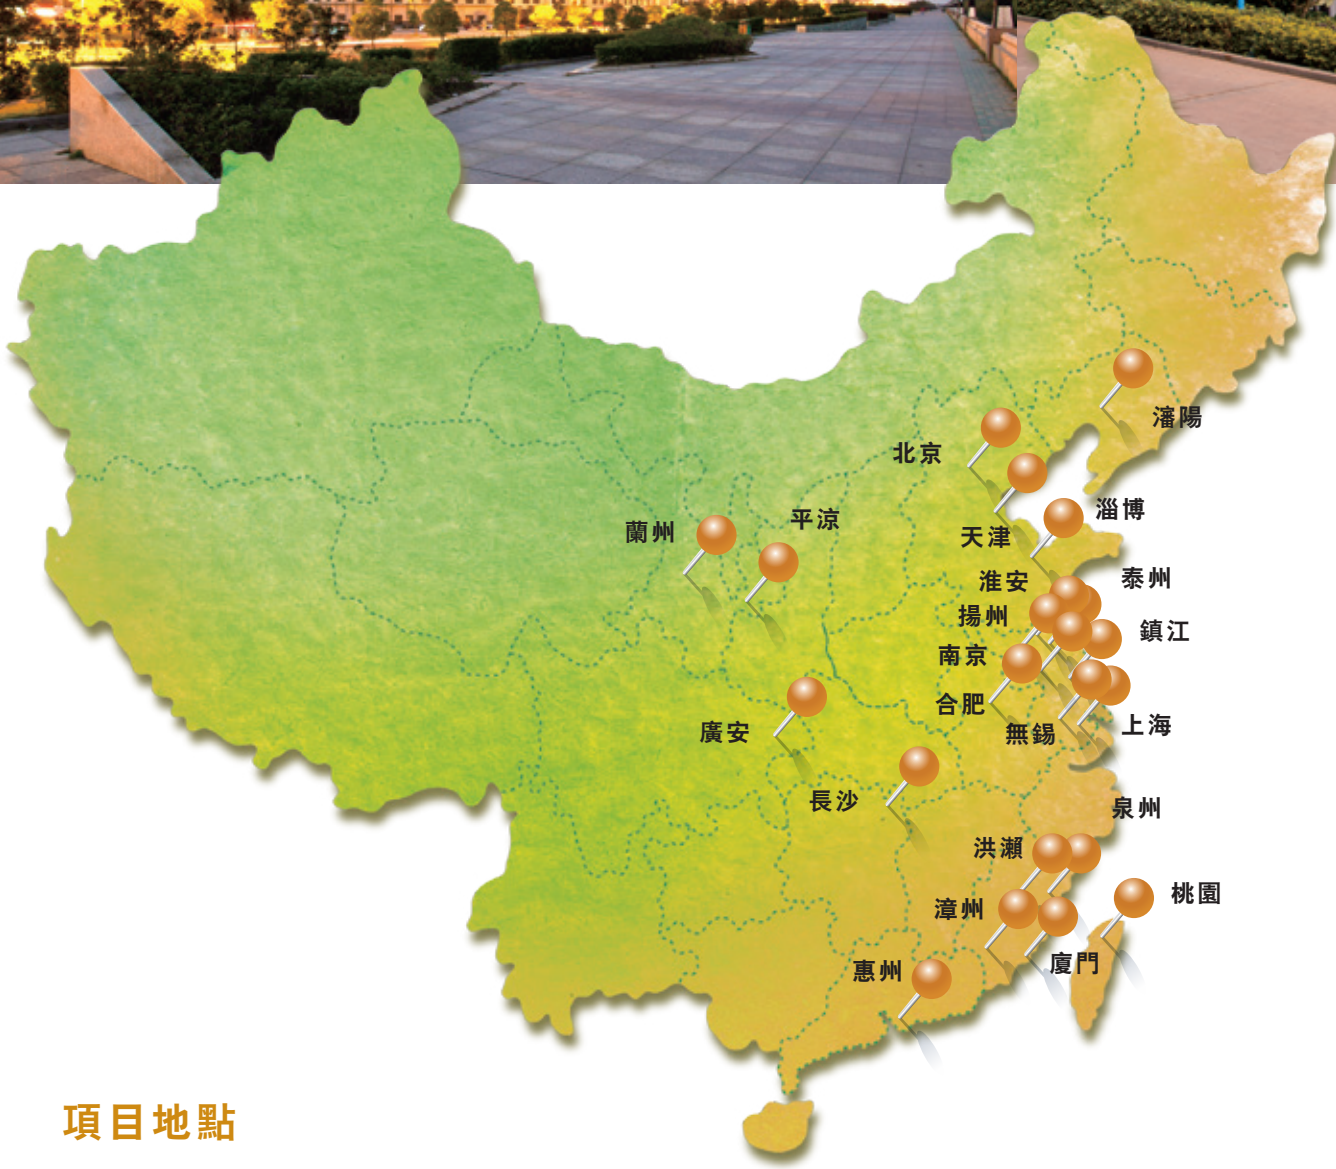 瀋陽
北京
淄博
平涼
蘭州
天津
泰州
淮安
揚州
鎮江
南京
合肥
上海
無錫
廣安
長沙
泉州
洪瀨
桃園
漳州
廈門
惠州
項目地點